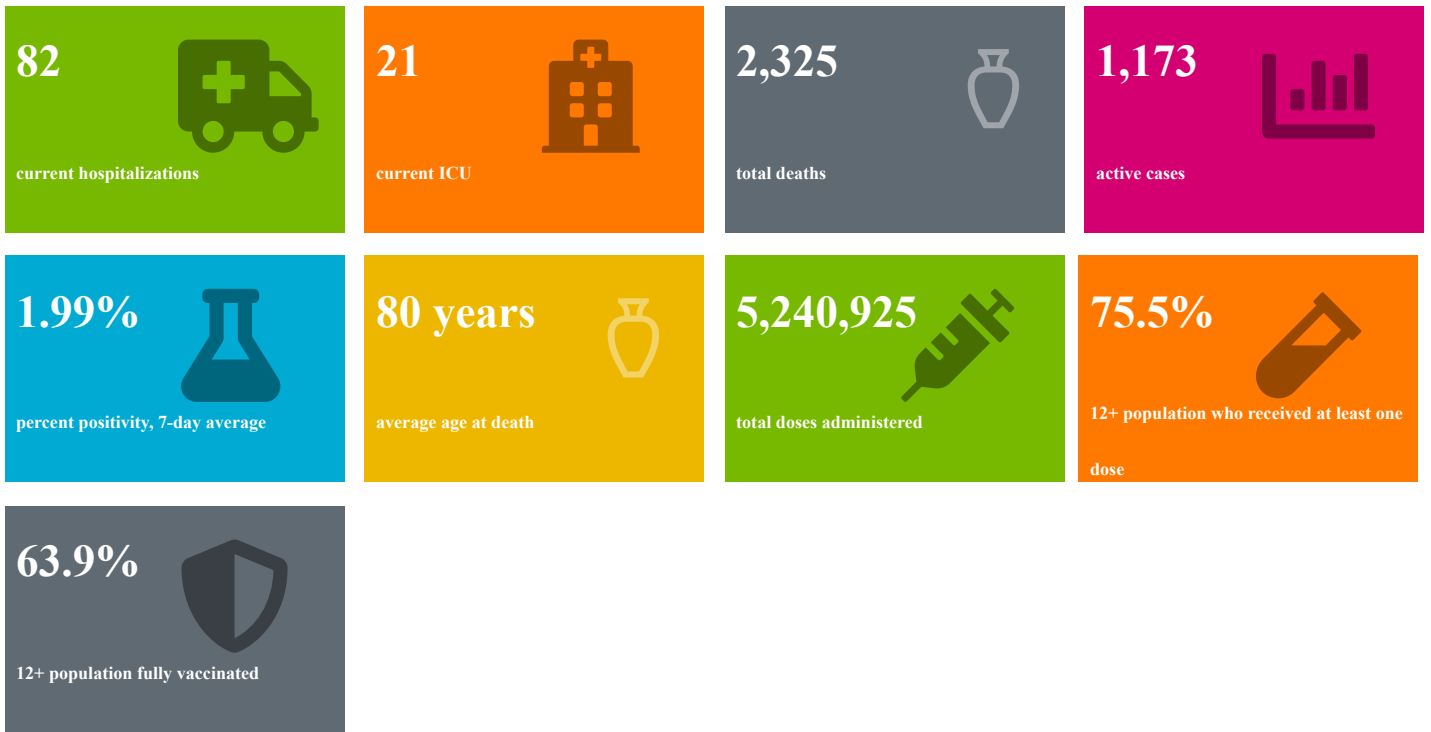 82
current hospitalizations
21
current ICU
2,325
total deaths
1,173
active cases
1.99%
percent positivity, 7-day average
80 years
average age at death
5,240,925
total doses administered
75.5%
12+ population who received at least one
dose
63.9%
12+ population fully vaccinated